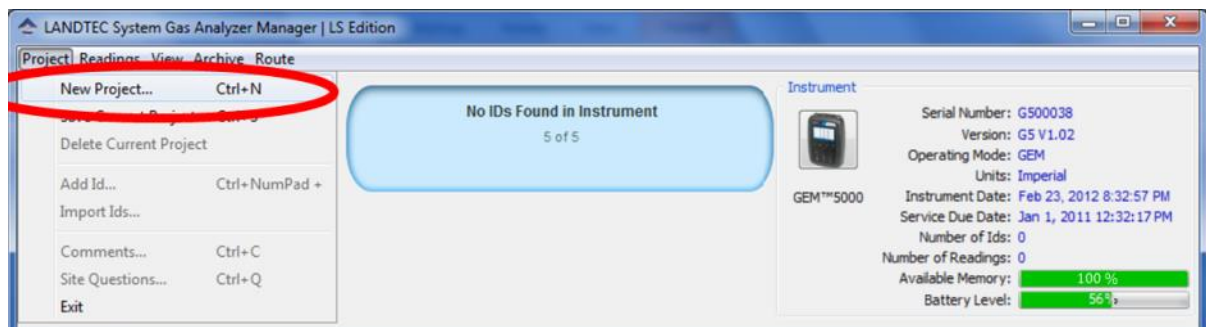 LANDTEC System Gas Analyzer Manager | LS Edition
Project Readings View Archive Route
New Project... Ctrl+N
Delete Current Project
Add Id... Ctrl+NumPad +
Import Ids...
Comments... Ctrl+C
Site Questions... Ctrl+Q
Exit
No IDs Found in Instrument
5 of 5
Instrument
GEM™5000
Serial Number: G500038
Version: G5 V1.02
Operating Mode: GEM
Units: Imperial
Instrument Date: Feb 23, 2012 8:32:57 PM
Service Due Date: Jan 1, 2011 12:32:17 PM
Number of Ids: 0
Number of Readings: 0
Available Memory: 100 %
Battery Level: 56%